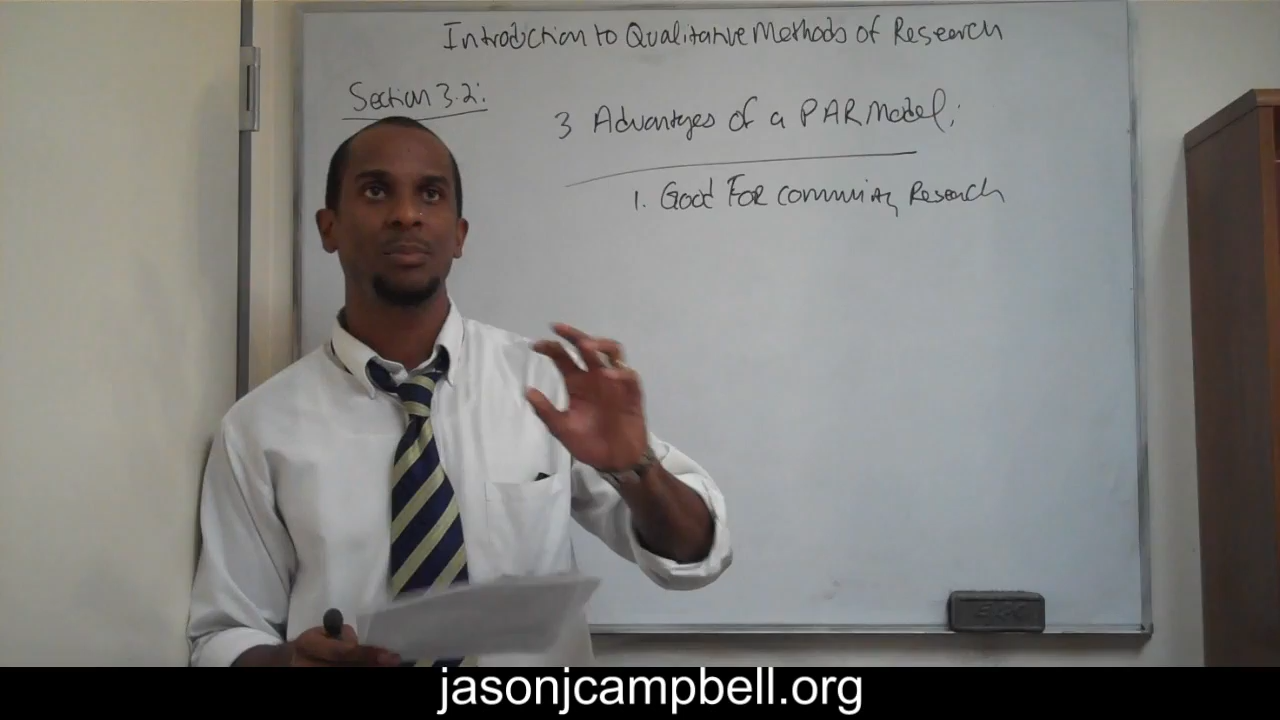 Introduction to Qualitative Methods of Research
Section 3.2:
3 Advantages of a PAR Model:
1. Good For community Research
jasonjcampbell.org